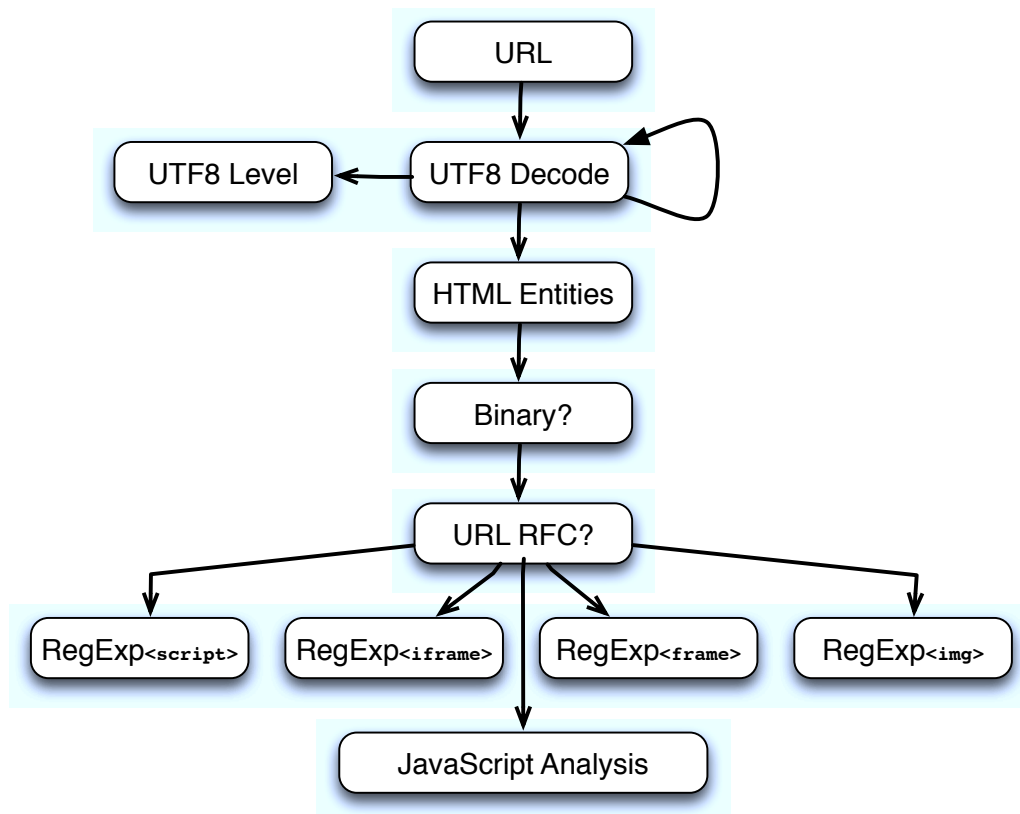 URL
UTF8 Level
UTF8 Decode
HTML Entities
Binary?
URL RFC?
RegExp<script>
RegExp<iframe>
RegExp<frame>
RegExp<img>
JavaScript Analysis